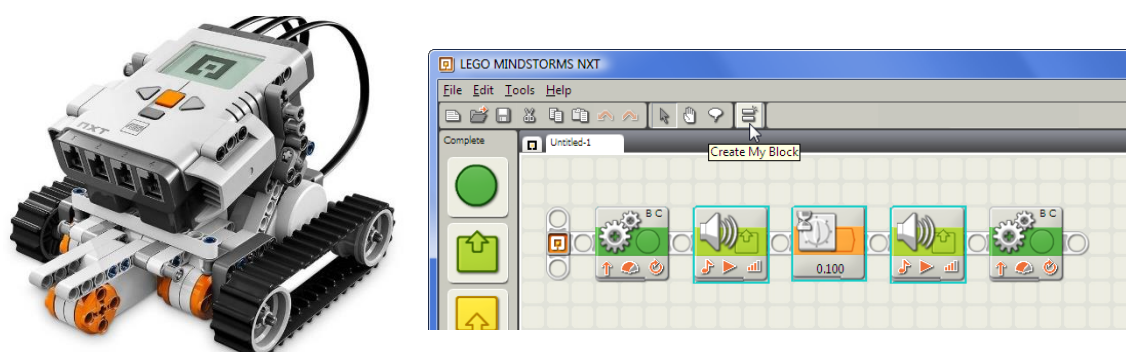 NXT
LEGO MINDSTORMS NXT
File Edit Tools Help
Complete
Untitled-1
Create My Block
B C
B C
0.100